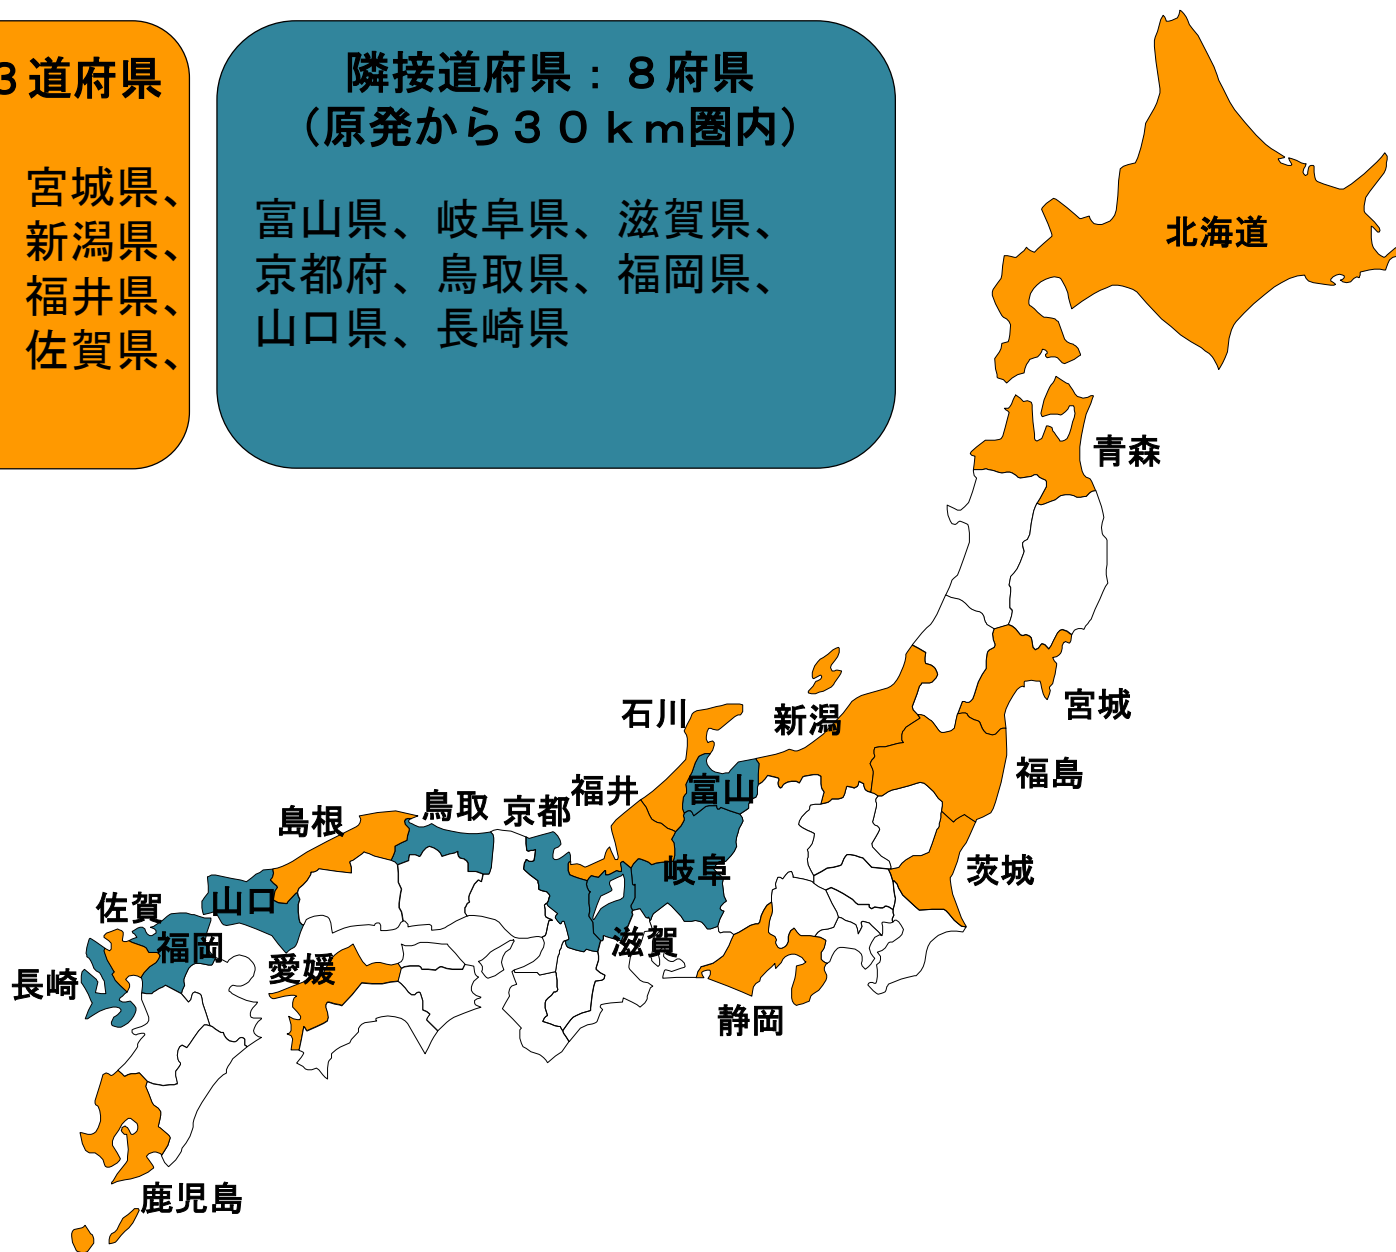 ３道府県
宮城県、
新潟県、
福井県、
佐賀県、
隣接道府県：８府県
（原発から３０ｋｍ圏内）
富山県、岐阜県、滋賀県、
京都府、鳥取県、福岡県、
山口県、長崎県
北海道
青森
宮城
石川
新潟
福島
福井
富山
鳥取
京都
島根
岐阜
茨城
山口
佐賀
福岡
滋賀
愛媛
長崎
静岡
鹿児島